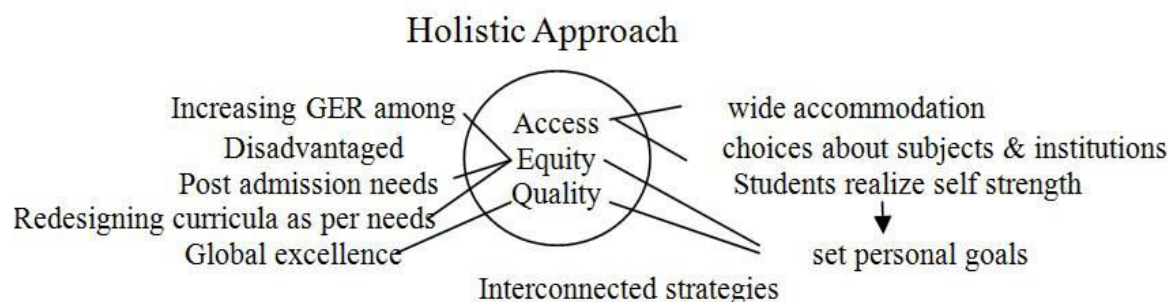 Holistic Approach
Increasing GER among
Disadvantaged
Post admission needs
Redesigning curricula as per needs
Global excellence
Access
Equity
Quality
wide accommodation
choices about subjects & institutions
Students realize self strength
set personal goals
Interconnected strategies